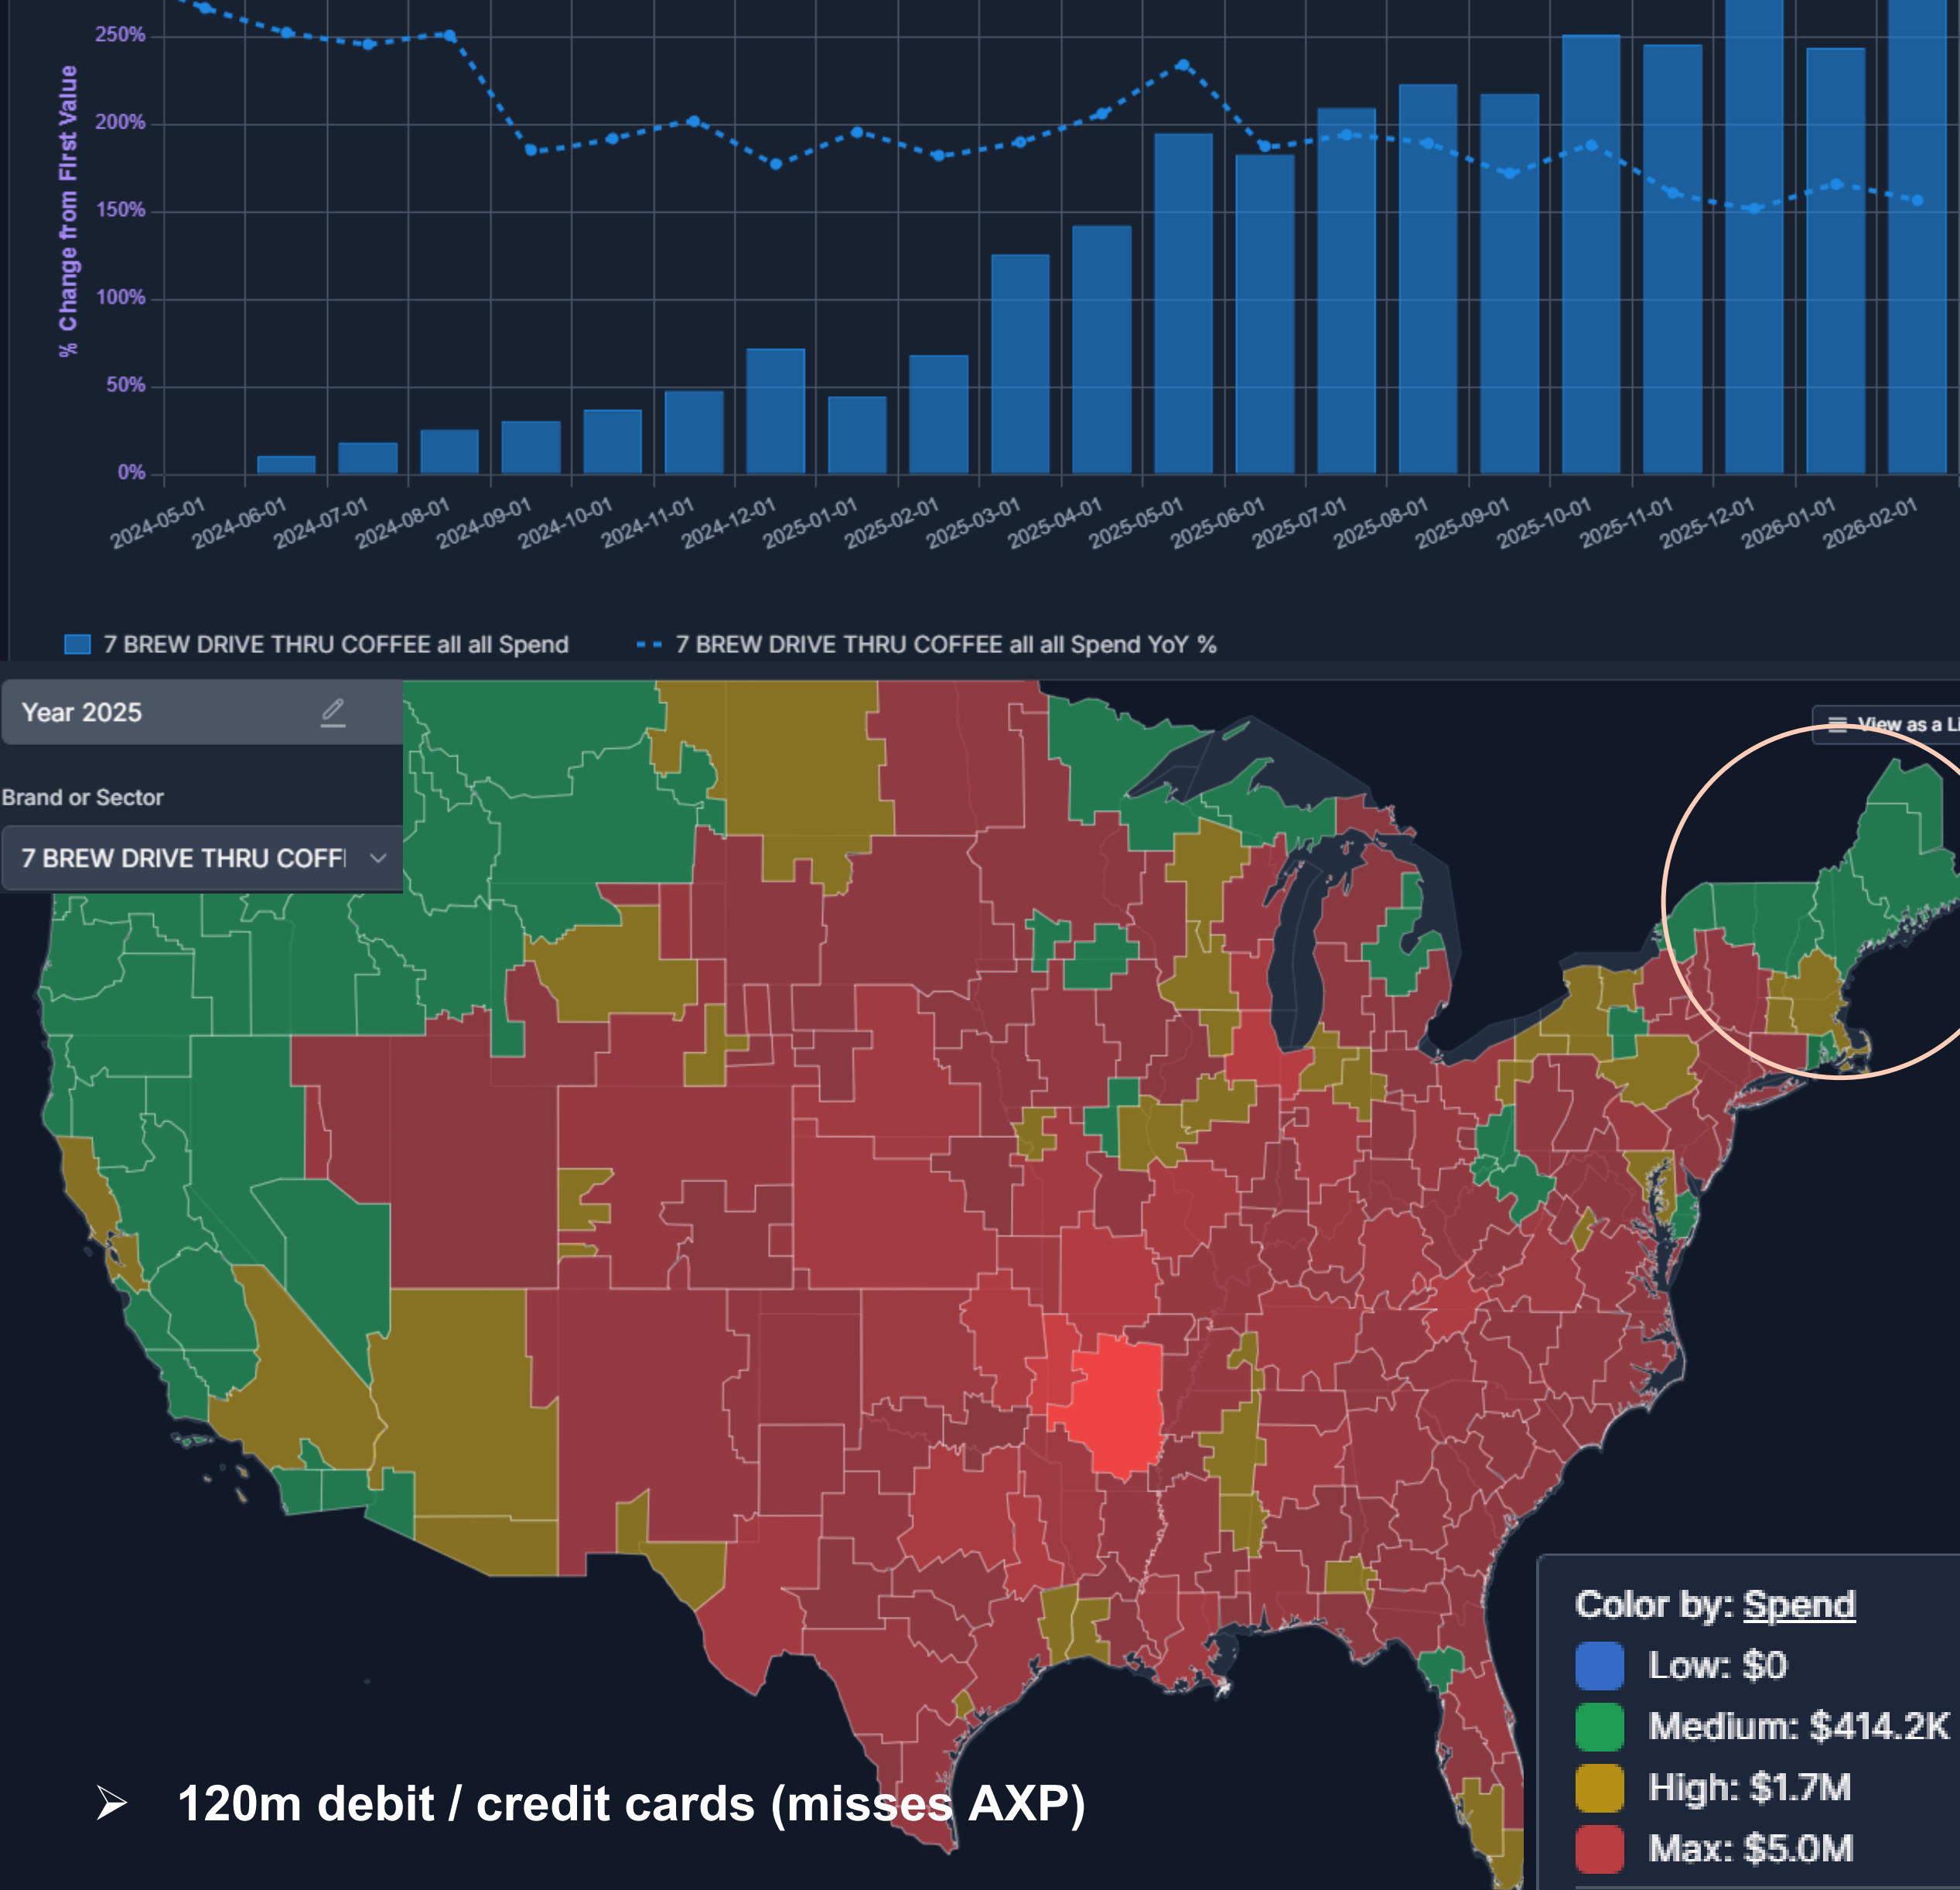 % Change from First Value
250%
200%
150%
100%
50%
0%
2024-05-01
2024-06-01
2024-07-01
2024-08-01
2024-09-01
2024-10-01
2024-11-01
2024-12-01
2025-01-01
2025-02-01
2025-03-01
2025-04-01
2025-05-01
2025-06-01
2025-07-01
2025-08-01
2025-09-01
2025-10-01
2025-11-01
2025-12-01
2026-01-01
2026-02-01
7 BREW DRIVE THRU COFFEE all all Spend
7 BREW DRIVE THRU COFFEE all all Spend YoY %
Year 2025
View as a Li
Brand or Sector
7 BREW DRIVE THRU COFF
Color by: Spend
Low: $0
Medium: $414.2K
High: $1.7M
Max: $5.0M
➢ 120m debit / credit cards (misses AXP)